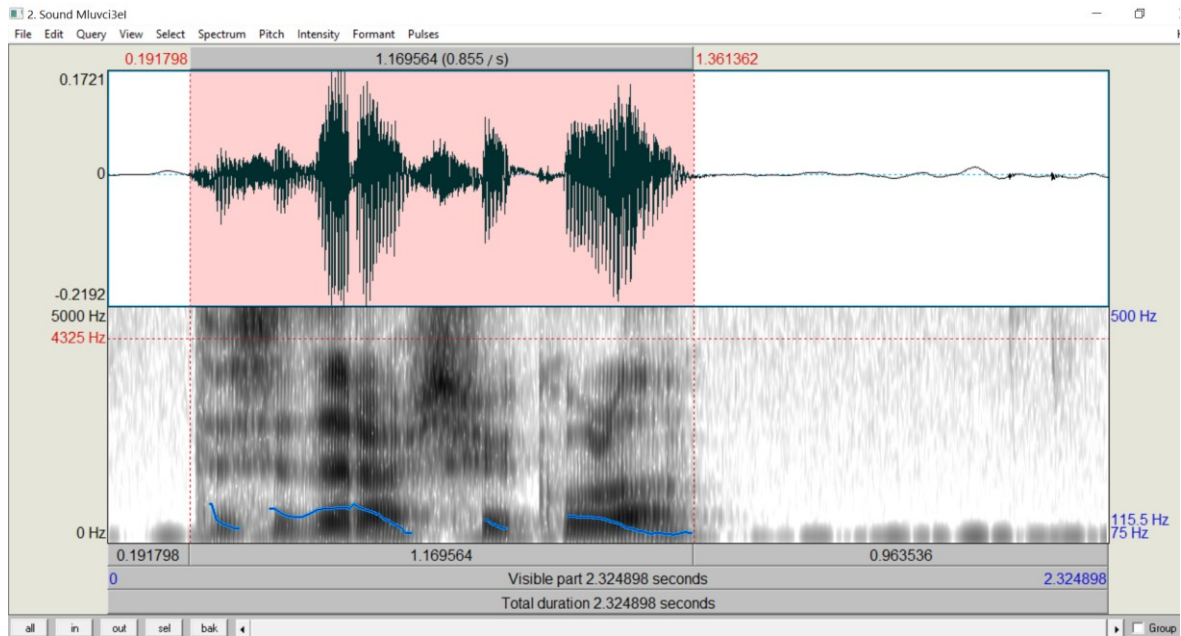 2. Sound Mluvci3eI
File Edit Query View Select Spectrum Pitch Intensity Formant Pulses
0.191798 1.169564 (0.855 / s) 1.361362
0.1721
0
-0.2192
5000 Hz 500 Hz
4325 Hz
115.5 Hz
0 Hz 75 Hz
0.191798 1.169564 0.963536
0 Visible part 2.324898 seconds 2.324898
Total duration 2.324898 seconds
all in out sel bak Group